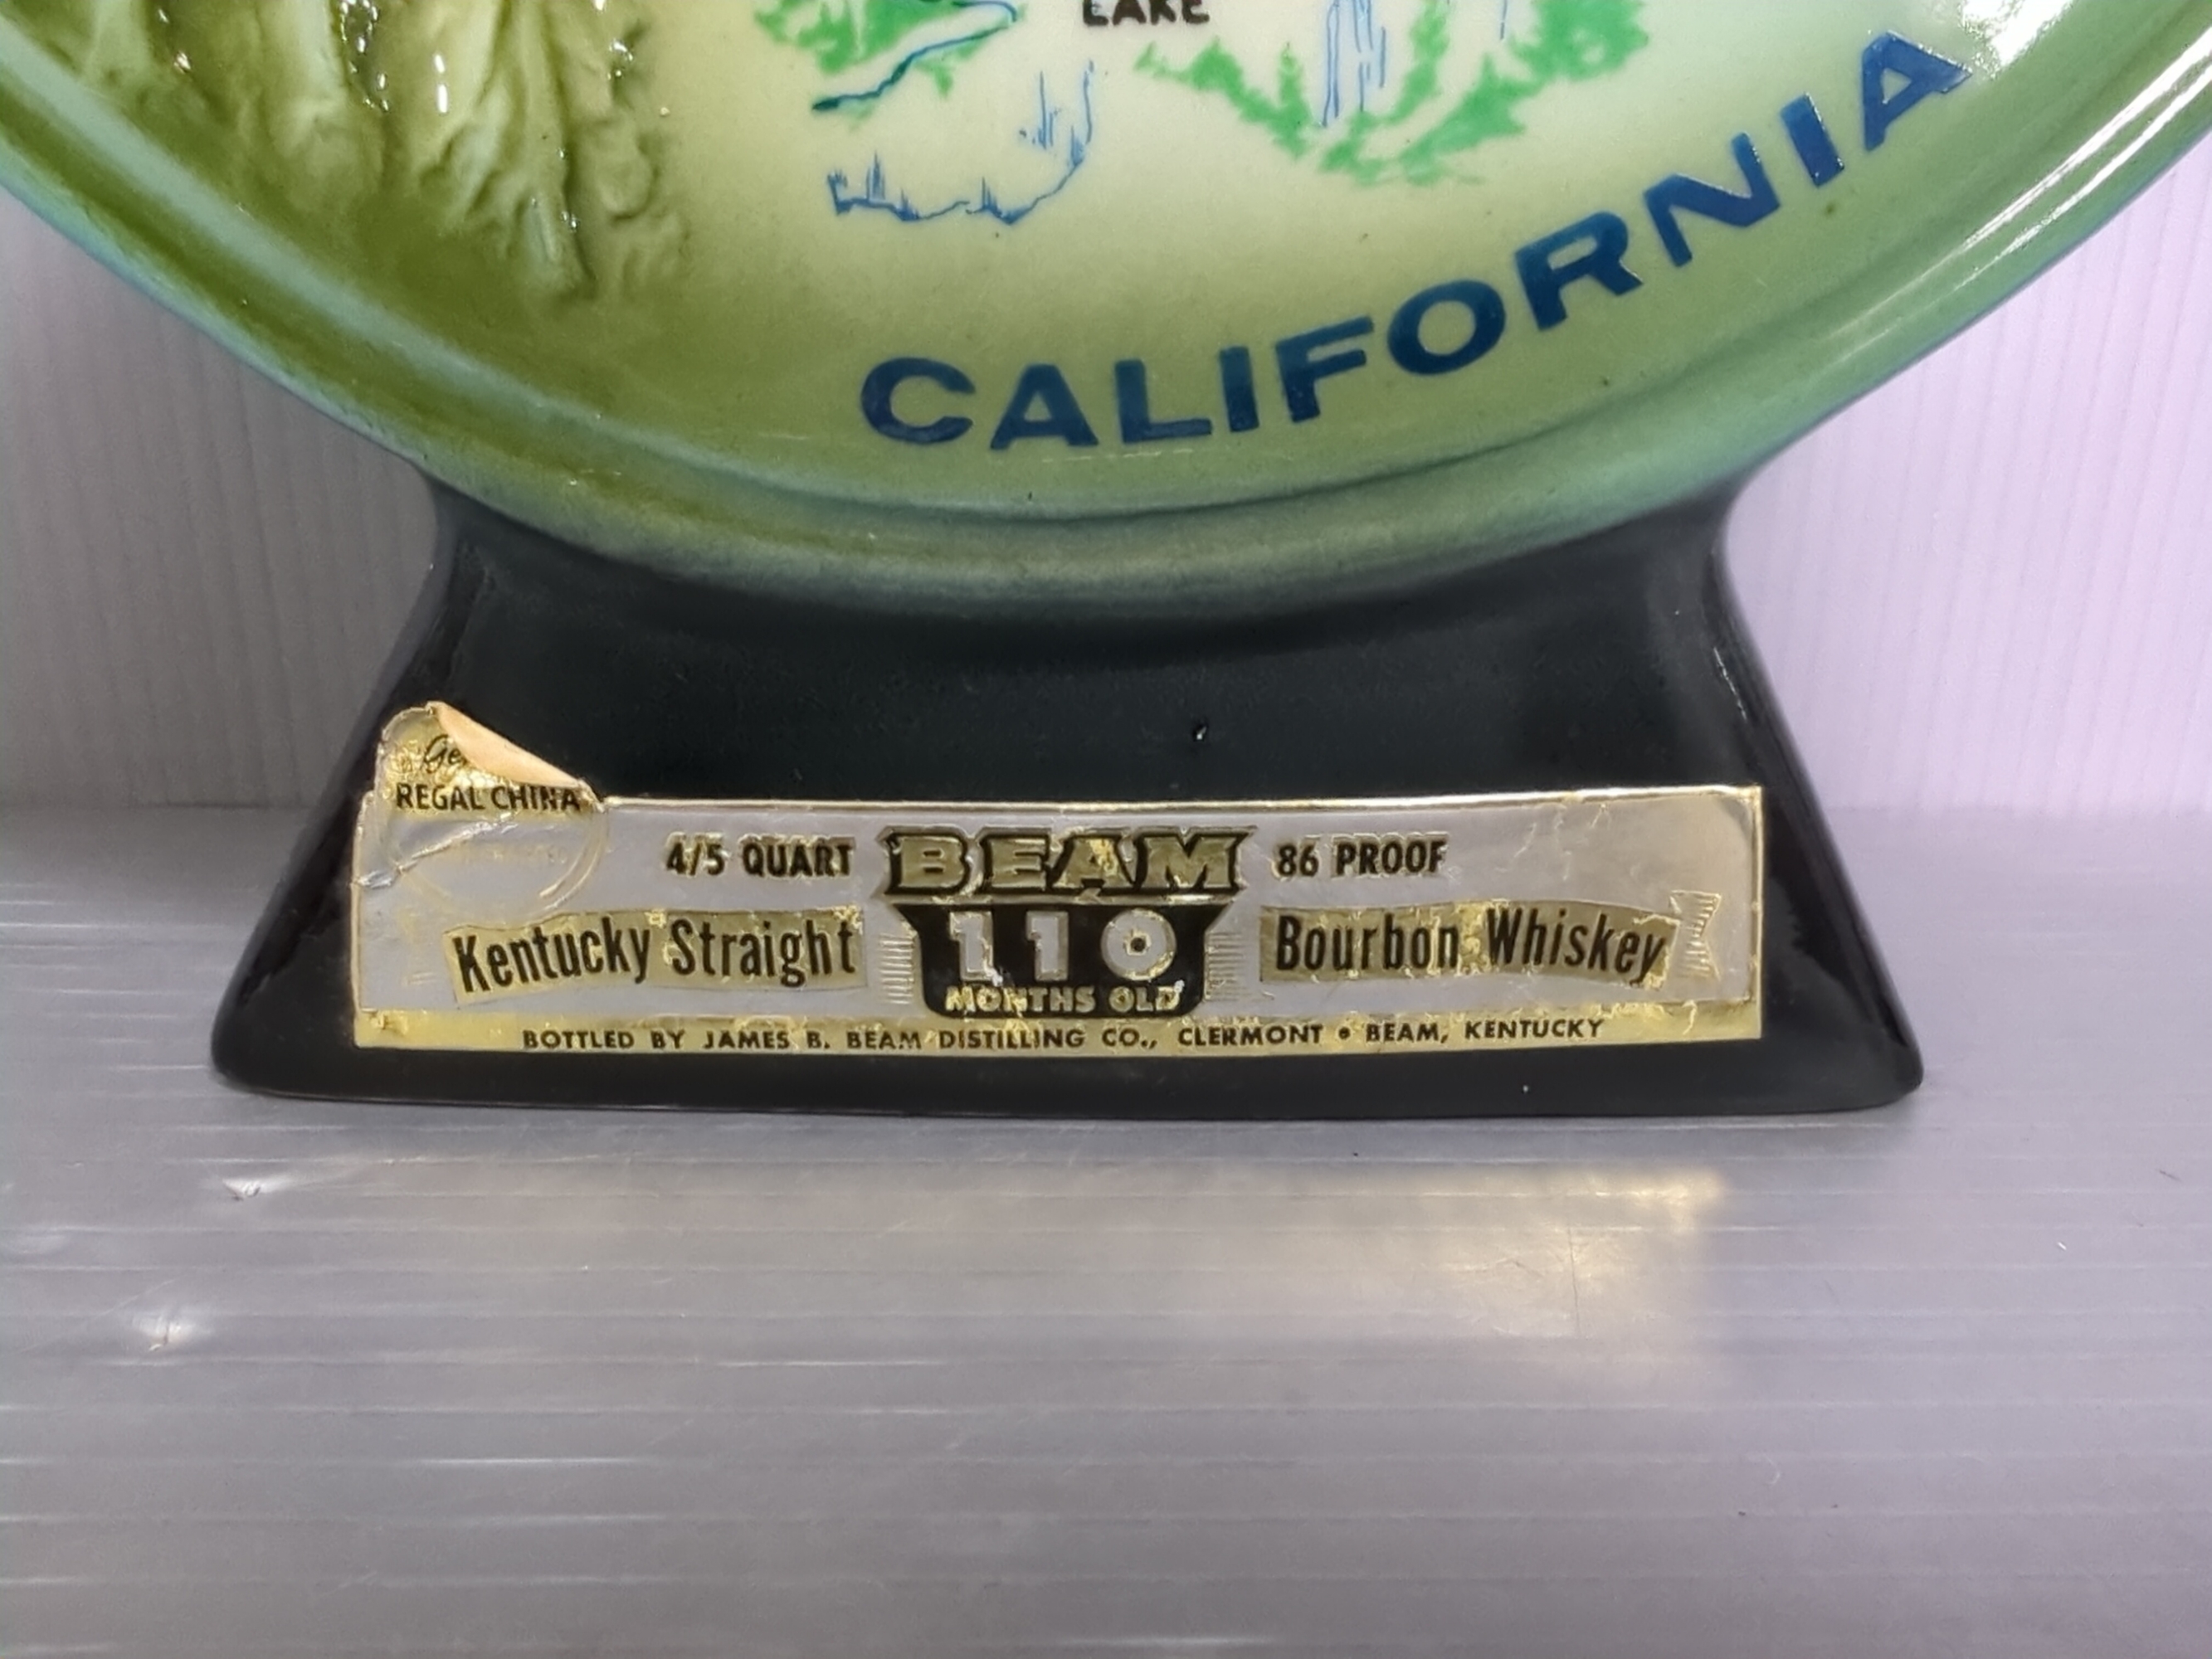 LAKE
CALIFORNIA
REGAL CHINA
4/5 QUART BEAM 86 PROOF
Kentucky Straight 110 Bourbon Whiskey
MONTHS OLD
BOTTLED BY JAMES B. BEAM DISTILLING CO., CLERMONT • BEAM, KENTUCKY